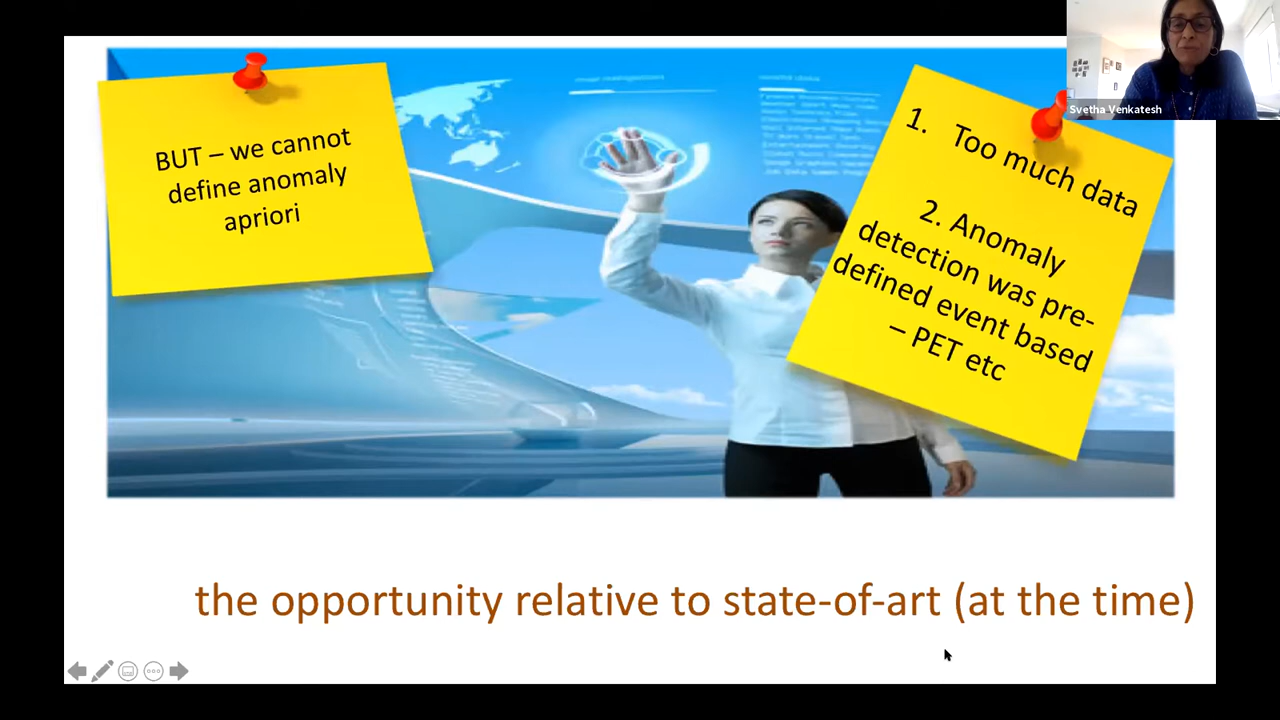 BUT – we cannot
define anomaly
apriori
1. Too much data
2. Anomaly
detection was pre-
defined event based
– PET etc
Svetha Venkatesh
the opportunity relative to state-of-art (at the time)